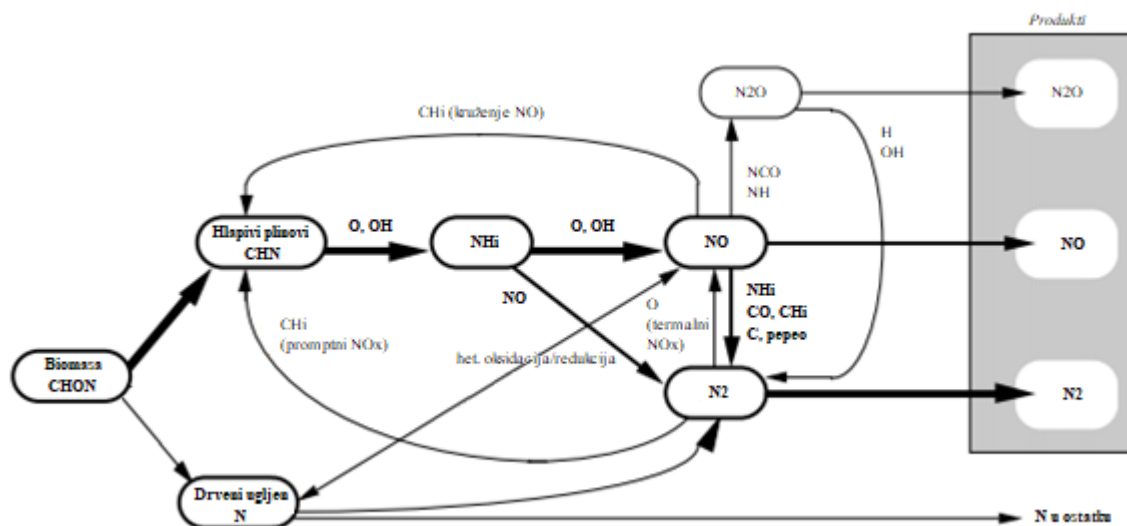 Produkti
N2O
N2O
CHi (kruženje NO)
H
OH
NCO
NH
Hlapivi plinovi
CHN
O, OH
NHi
O, OH
NO
NO
NO
NHi
CO, CHi
C, pepeo
O
(termalni
NOx)
CHi
(promptni NOx)
het. oksidacija/redukcija
Biomasa
CHON
N2
N2
Drveni ugljen
N
N u ostatku